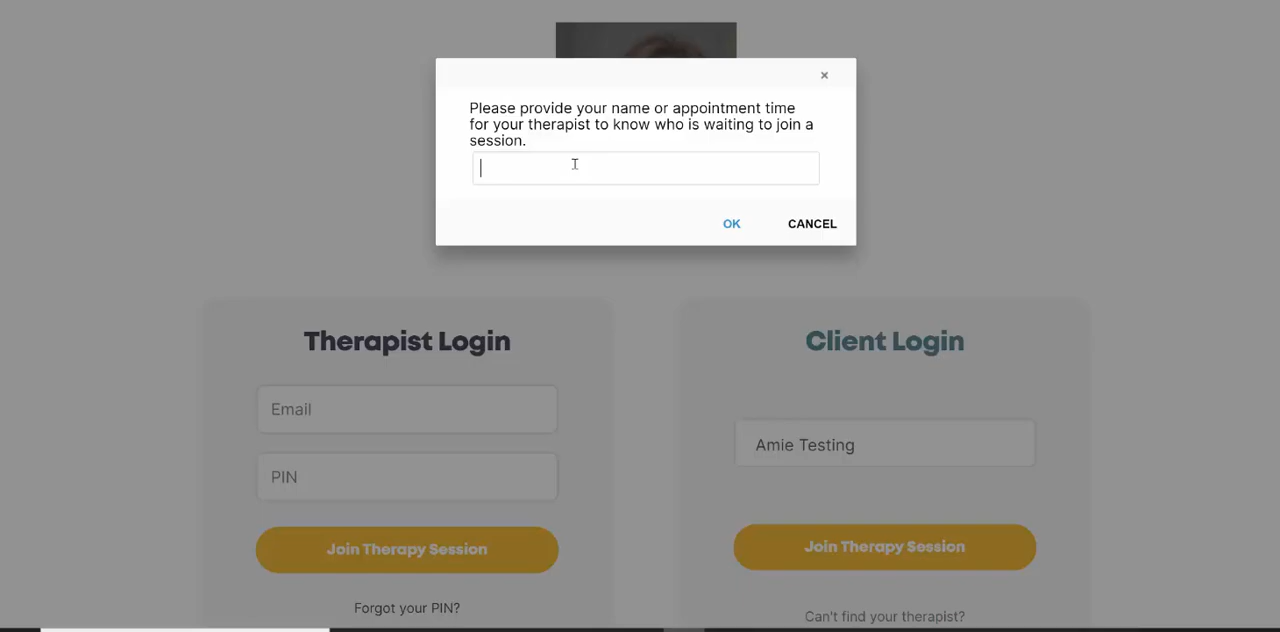 ×
Please provide your name or appointment time
for your therapist to know who is waiting to join a
session.
OK
CANCEL
Therapist Login
Email
PIN
Join Therapy Session
Forgot your PIN?
Client Login
Amie Testing
Join Therapy Session
Can't find your therapist?